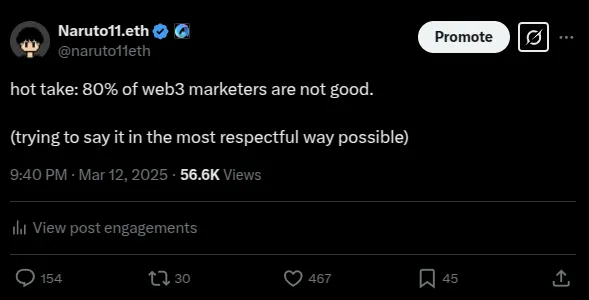 Naruto11.eth
@naruto11eth
Promote
hot take: 80% of web3 marketers are not good.
(trying to say it in the most respectful way possible)
9:40 PM · Mar 12, 2025 · 56.6K Views
View post engagements
154 30 467 45